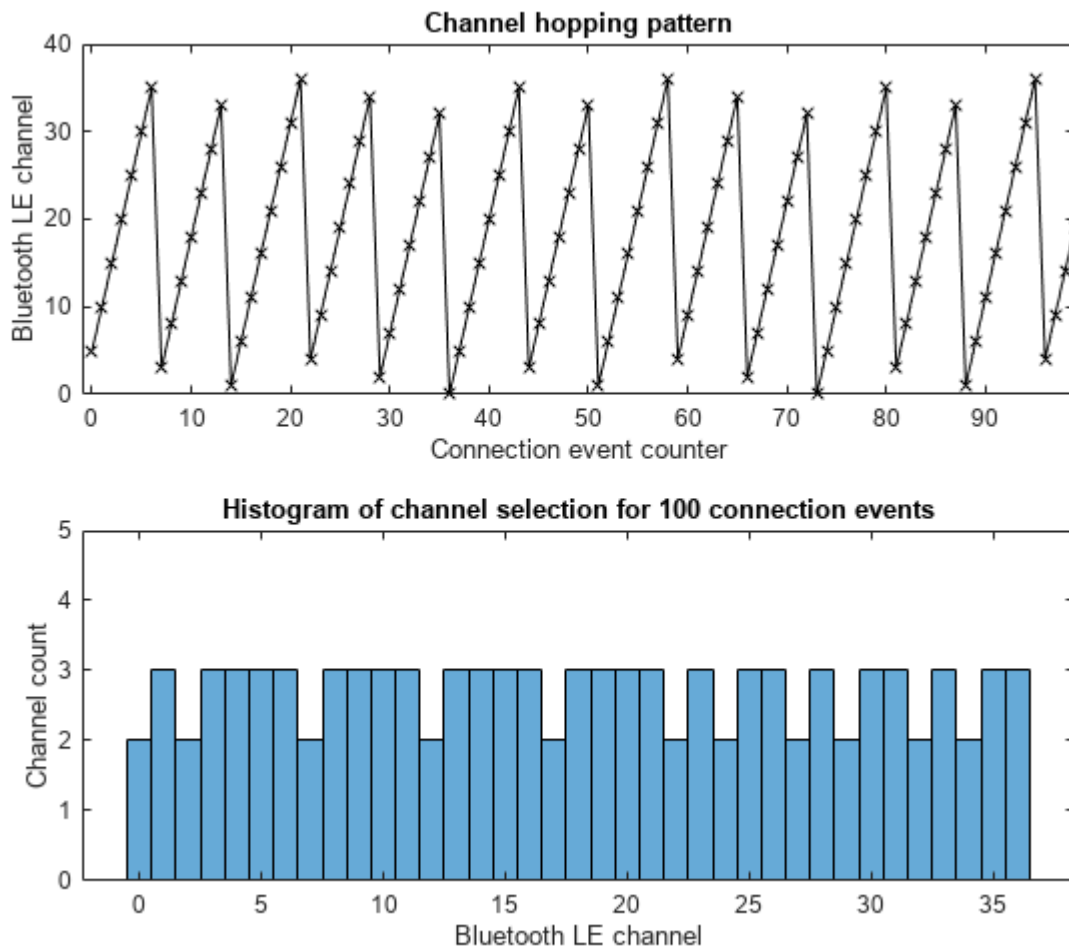 Channel hopping pattern
40
30
20
10
0
Bluetooth LE channel
0 10 20 30 40 50 60 70 80 90
Connection event counter
Histogram of channel selection for 100 connection events
5
4
3
2
1
0
Channel count
0 5 10 15 20 25 30 35
Bluetooth LE channel